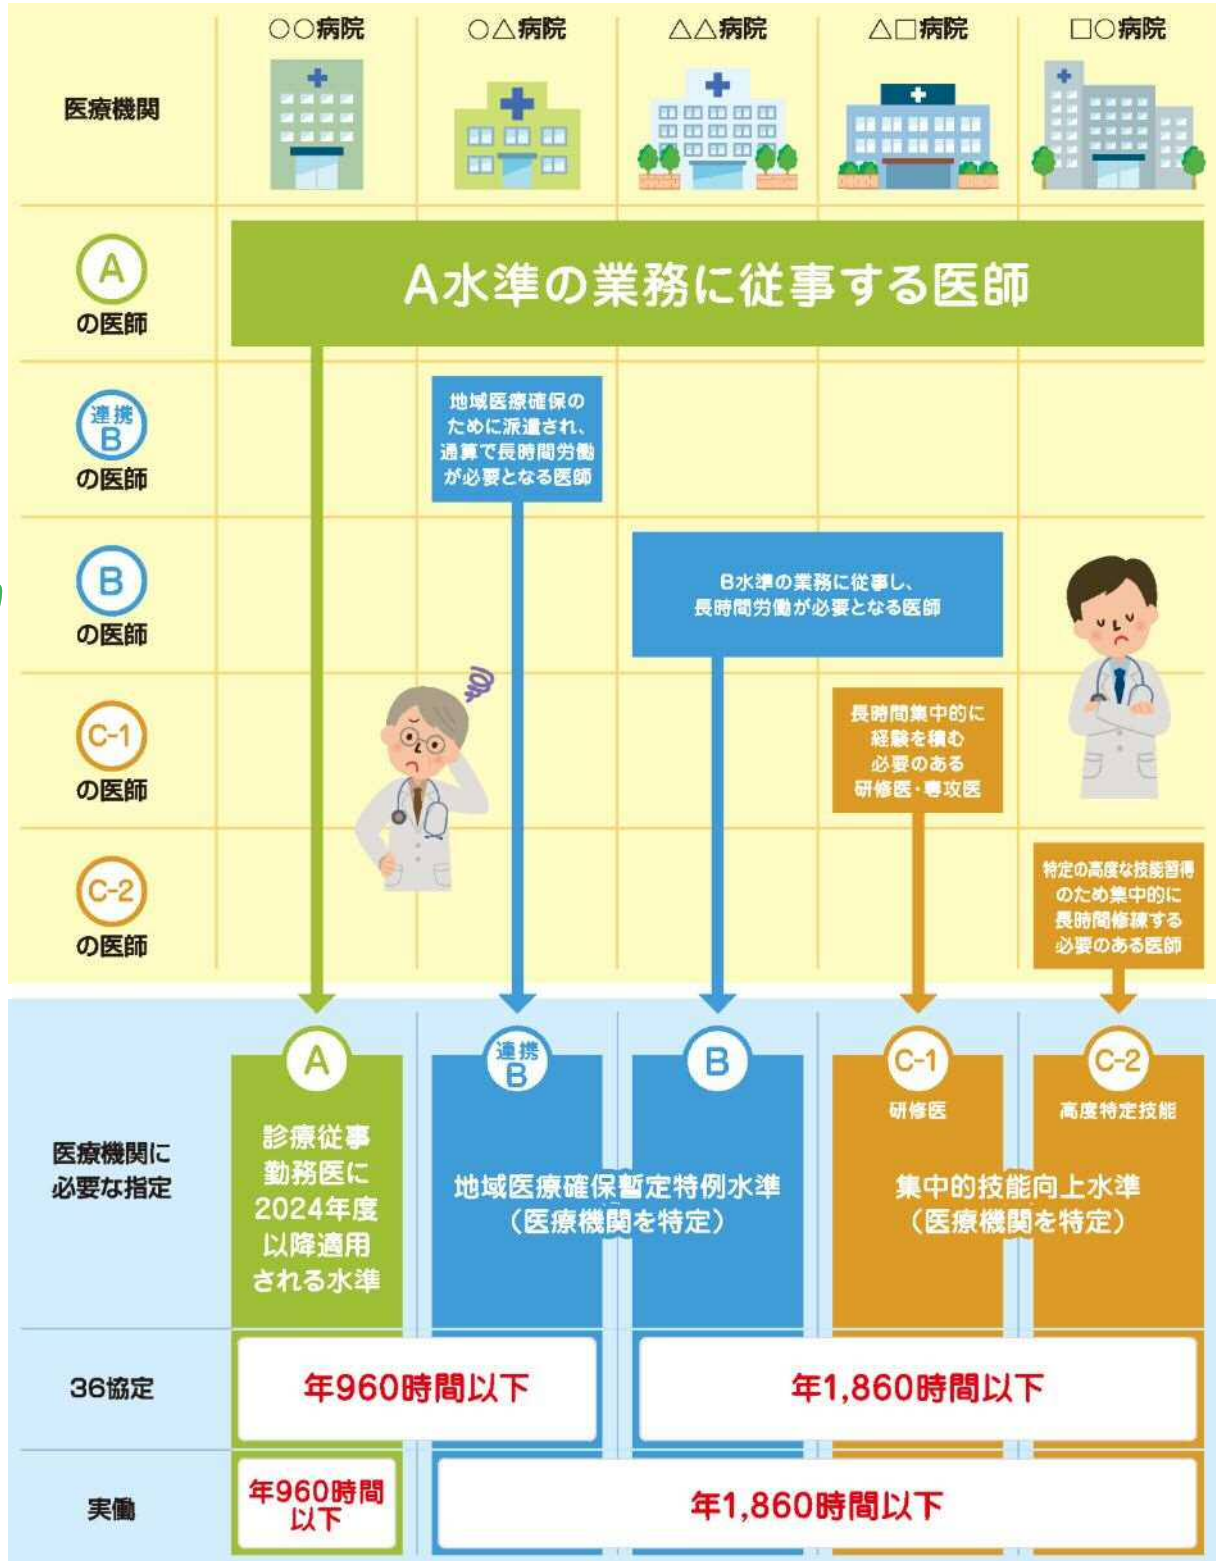 ○○病院
○△病院
△△病院
△□病院
□○病院
医療機関
A
の医師
A水準の業務に従事する医師
連携
B
の医師
地域医療確保の
ために派遣され、
通算で長時間労働
が必要となる医師
B
の医師
B水準の業務に従事し、
長時間労働が必要となる医師
C-1
の医師
長時間集中的に
経験を積む
必要のある
研修医・専攻医
C-2
の医師
特定の高度な技能習得
のため集中的に
長時間修練する
必要のある医師
医療機関に
必要な指定
A
診療従事
勤務医に
2024年度
以降適用
される水準
連携
B
B
地域医療確保暫定特例水準
（医療機関を特定）
C-1
研修医
C-2
高度特定技能
集中的技能向上水準
（医療機関を特定）
36協定
年960時間以下
年1,860時間以下
実働
年960時間
以下
年1,860時間以下